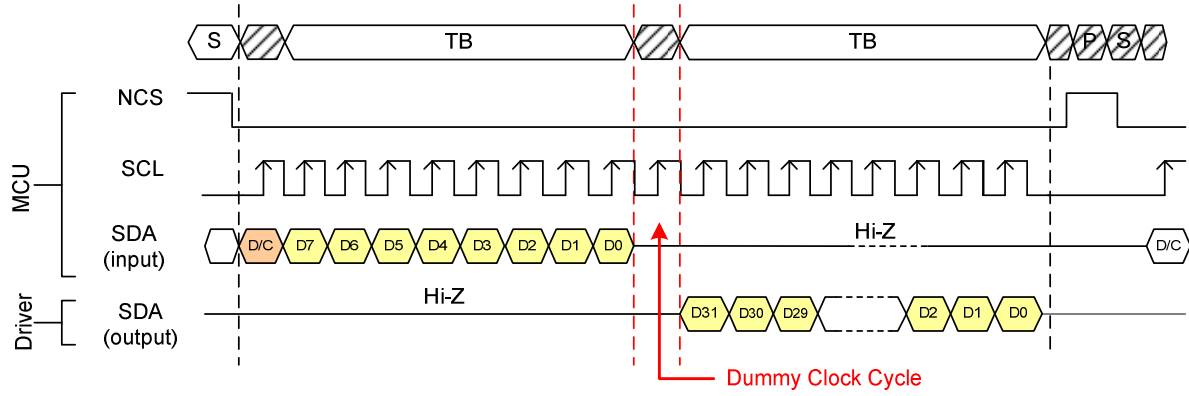 S TB TB P S
NCS
SCL
MCU
SDA
(input)
D/C D7 D6 D5 D4 D3 D2 D1 D0 Hi-Z D/C
Driver
SDA
(output)
Hi-Z D31 D30 D29 D2 D1 D0
Dummy Clock Cycle